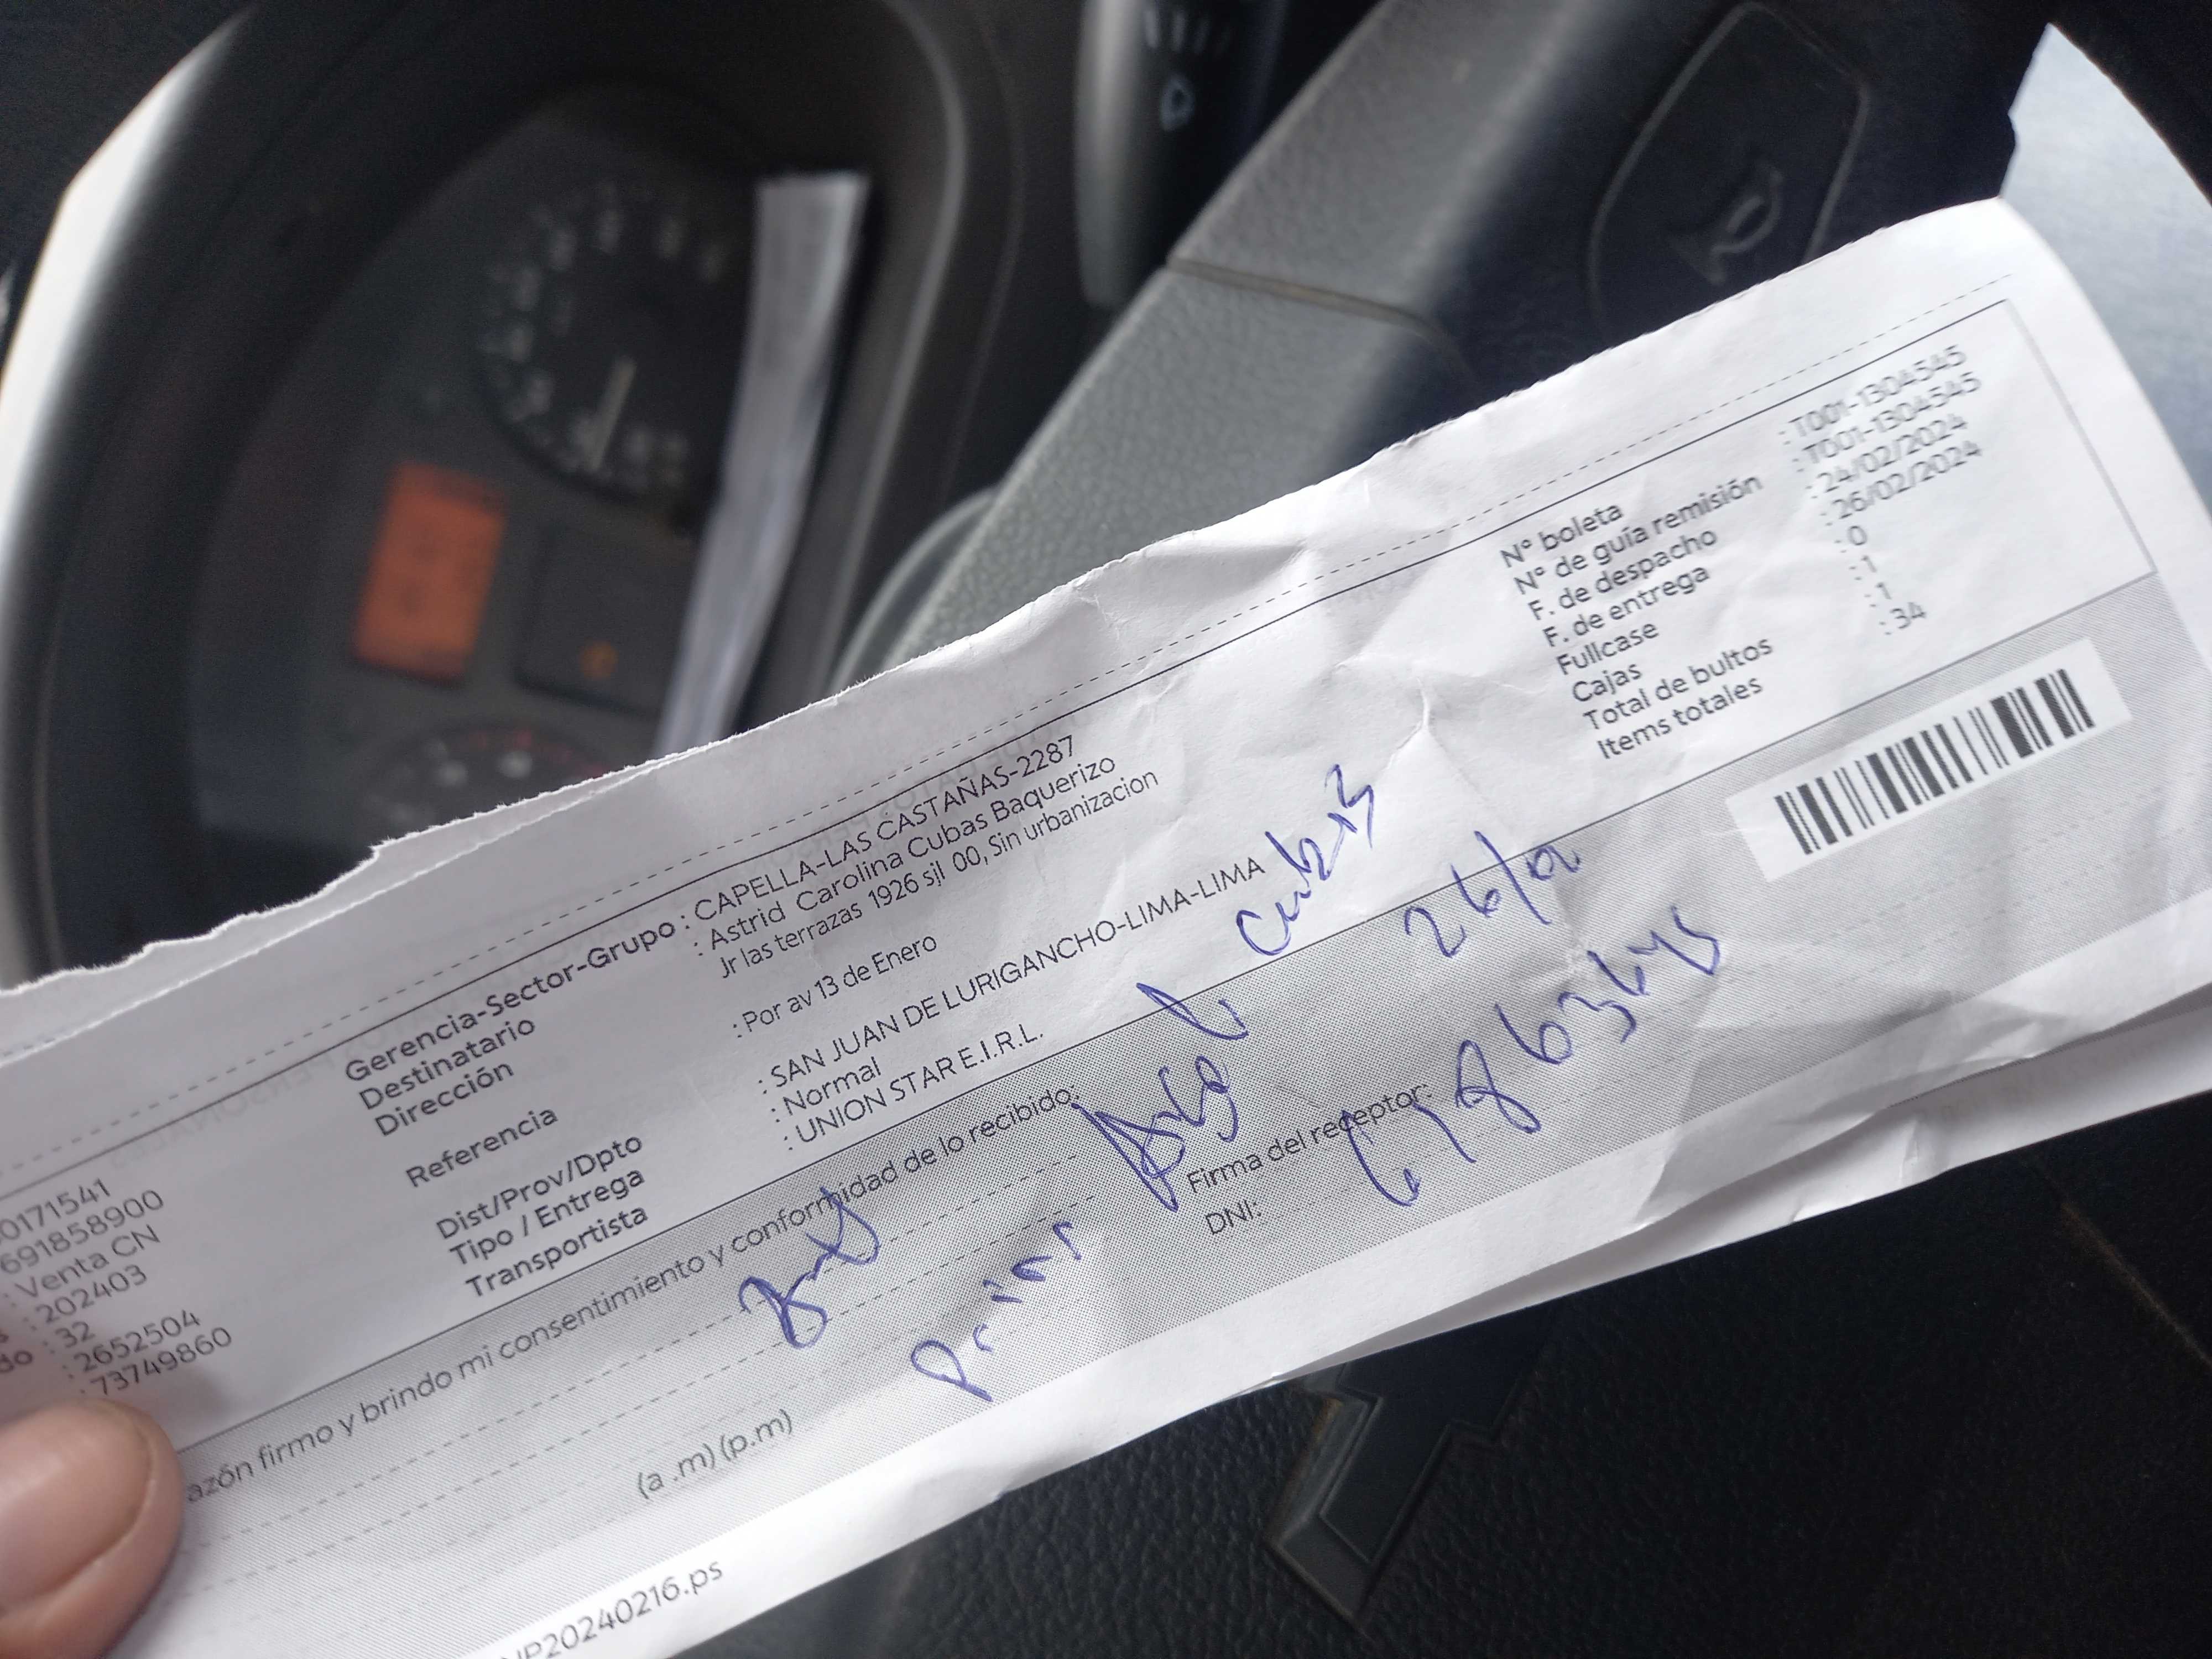 0171541
691858900
: Venta CN
: 202403
do : 32
: 2652504
: 73749860
Gerencia-Sector-Grupo : CAPELLA-LAS CASTAÑAS-2287
Destinatario : Astrid Carolina Cubas Baquerizo
Dirección Jr las terrazas 1926 sjl 00, Sin urbanizacion
Referencia : Por av 13 de Enero
Dist/Prov/Dpto : SAN JUAN DE LURIGANCHO-LIMA-LIMA
Tipo / Entrega : Normal
Transportista : UNION STAR E.I.R.L.
N° boleta : T001-1304545
N° de guía remisión : T001-1304545
F. de despacho : 24/02/2024
F. de entrega : 26/02/2024
Fullcase : 0
Cajas : 1
Total de bultos : 1
Items totales : 34
azón firmo y brindo mi consentimiento y conformidad de lo recibido:
Cubas
26/2
(a .m) (p.m)
Firma del receptor:
DNI:
NP20240216.ps